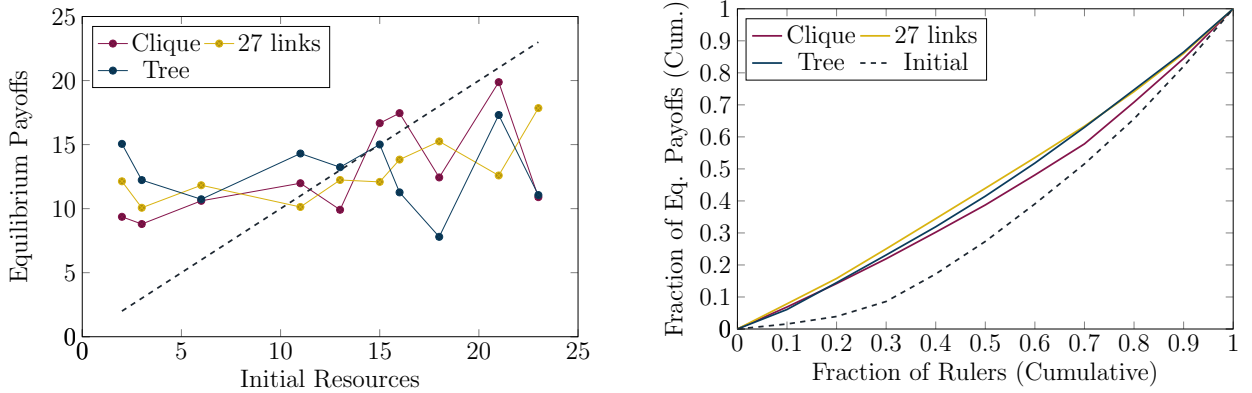 25
20
15
10
5
0
Equilibrium Payoffs
Clique 27 links
Tree
0 5 10 15 20 25
Initial Resources
1
0.9
0.8
0.7
0.6
0.5
0.4
0.3
0.2
0.1
0
Fraction of Eq. Payoffs (Cum.)
Clique 27 links
Tree Initial
0 0.1 0.2 0.3 0.4 0.5 0.6 0.7 0.8 0.9 1
Fraction of Rulers (Cumulative)